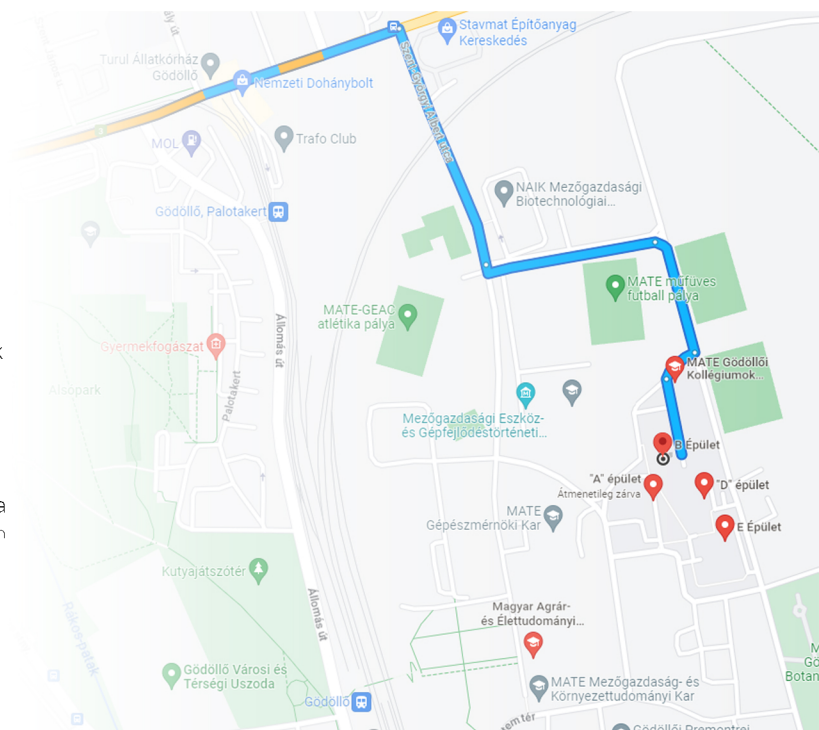 Stavmat Építőanyag
Kereskedés
Turul Állatkórház
Gödöllő
Nemzeti Dohánybolt
MOL
Trafo Club
NAIK Mezőgazdasági
Biotechnológiai...
Gödöllő, Palotakert
MATE műfüves
futball pálya
MATE-GEAC
atlétika pálya
Gyermekfogászat
Állomás út
MATE Gödöllői
Kollégiumok...
Alsópark
Palotakert
Mezőgazdasági Eszköz-
és Gépfejlődéstörténeti...
B Épület
"A" épület
Átmenetileg zárva
"D" épület
MATE
Gépészmérnöki Kar
E Épület
Kutyajátszótér
Állomás út
Magyar Agrár-
és Élettudományi...
Rákos-patak
Gödöllő Városi és
Térségi Uszoda
MATE Mezőgazdaság- és
Környezettudományi Kar
Gödöllő
Gödöllői Premontrei